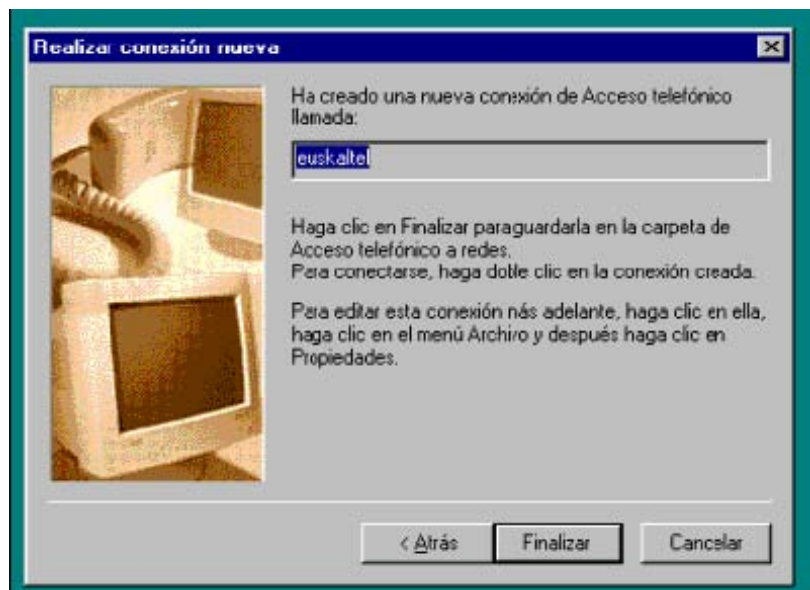 Realizar conexión nueva
Ha creado una nueva conexión de Acceso telefónico
llamada:
euskaltel
Haga clic en Finalizar paraguardarla en la carpeta de
Acceso telefónico a redes.
Para conectarse, haga doble clic en la conexión creada.
Para editar esta conexión nás adelante, haga clic en ella,
haga clic en el menú Archivo y después haga clic en
Propiedades.
< Atrás
Finalizar
Cancelar